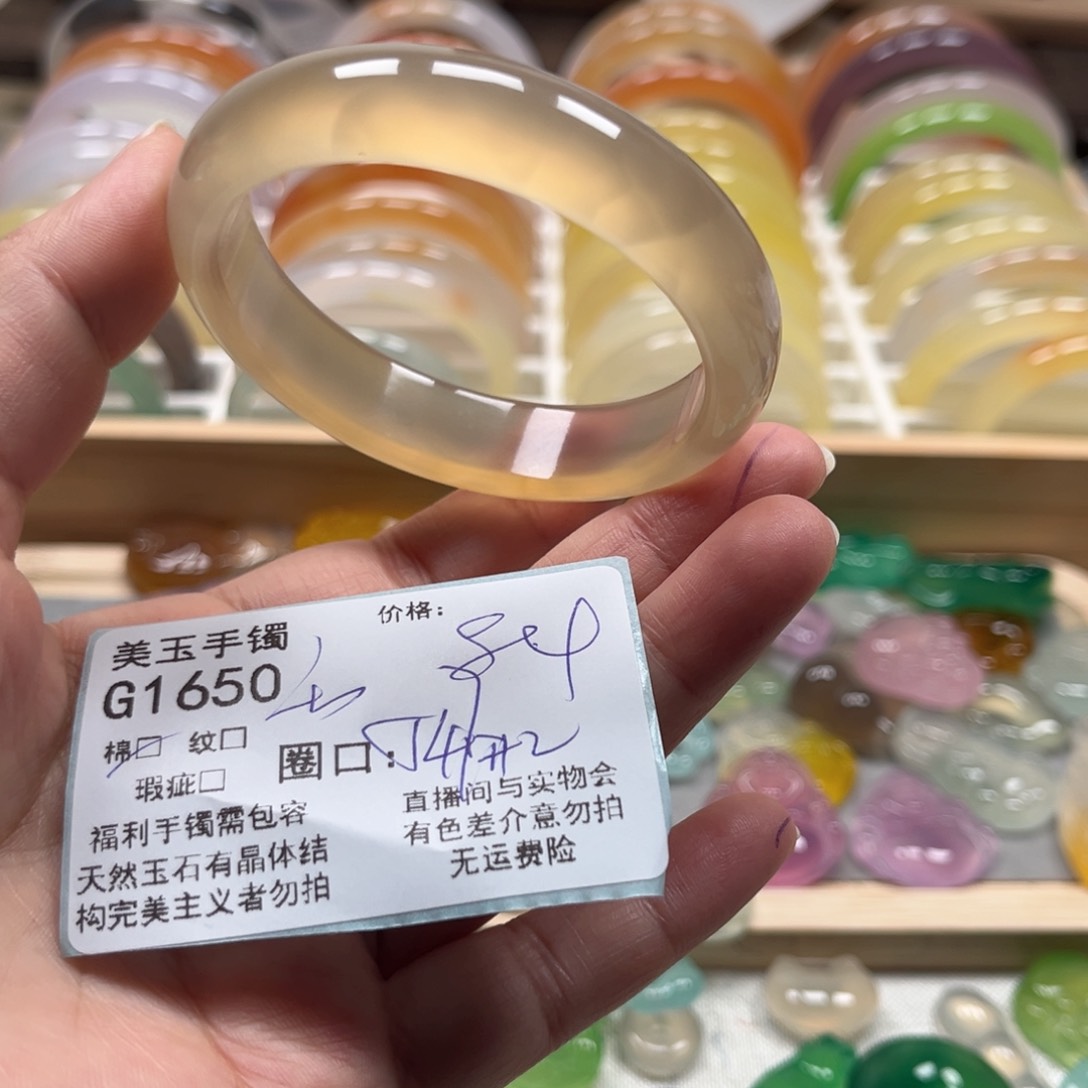 美玉手镯
价格：
G1650
棉□ 纹□
瑕疵□
圈口：
福利手镯需包容
天然玉石有晶体结
构完美主义者勿拍
直播间与实物会
有色差介意勿拍
无运费险